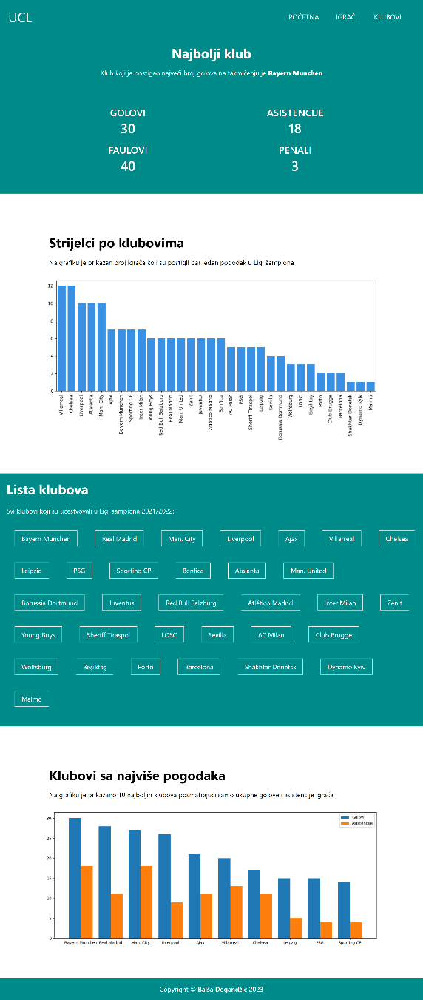 UCL
POČETNA IGRAČI KLUBOVI
Najbolji klub
Klub koji je postigao najveći broj golova na takmičenju je Bayern Munchen
GOLOVI ASISTENCIJE
30 18
FAULOVI PENALI
40 3
Strijelci po klubovima
Na grafiku je prikazan broj igrača koji su postigli bar jedan pogodak u Ligi šampiona
12
10
8
6
4
2
0
Villarreal
Chelsea
Liverpool
Atalanta
Man. City
Ajax
Bayern Munchen
Sporting CP
Inter Milan
Young Boys
Red Bull Salzburg
Real Madrid
Man. United
Zenit
Juventus
Atlético Madrid
Benfica
AC Milan
PSG
Sheriff Tiraspol
Leipzig
Sevilla
Borussia Dortmund
Wolfsburg
LOSC
Beşiktaş
Porto
Club Brugge
Barcelona
Shakhtar Donetsk
Dynamo Kyiv
Malmö
Lista klubova
Svi klubovi koji su učestvovali u Ligi šampiona 2021/2022:
Bayern Munchen Real Madrid Man. City Liverpool Ajax Villarreal Chelsea
Leipzig PSG Sporting CP Benfica Atalanta Man. United
Borussia Dortmund Juventus Red Bull Salzburg Atlético Madrid Inter Milan Zenit
Young Boys Sheriff Tiraspol LOSC Sevilla AC Milan Club Brugge
Wolfsburg Beşiktaş Porto Barcelona Shakhtar Donetsk Dynamo Kyiv
Malmö
Klubovi sa najviše pogodaka
Na grafiku je prikazano 10 najboljih klubova posmatrajući samo ukupne golove i asistencije igrača.
Golovi
Asistencije
30
25
20
15
10
5
0
Bayern Munchen Real Madrid Man. City Liverpool Ajax Villarreal Chelsea Leipzig PSG Sporting CP
Copyright © Balša Dogandžić 2023